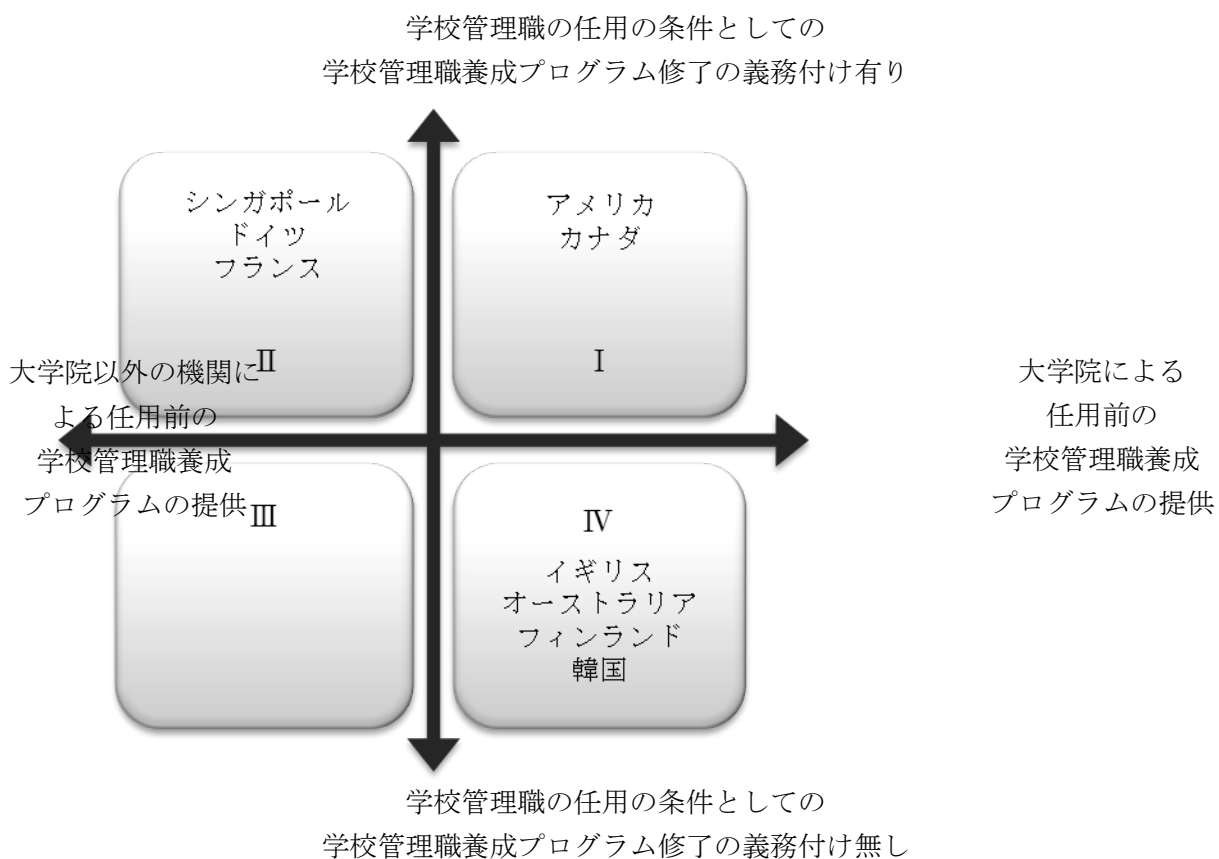 学校管理職の任用の条件としての
学校管理職養成プログラム修了の義務付け有り
シンガポール
ドイツ
フランス
Ⅱ
アメリカ
カナダ
Ⅰ
大学院以外の機関に
よる任用前の
学校管理職養成
プログラムの提供
大学院による
任用前の
学校管理職養成
プログラムの提供
Ⅲ
Ⅳ
イギリス
オーストラリア
フィンランド
韓国
学校管理職の任用の条件としての
学校管理職養成プログラム修了の義務付け無し